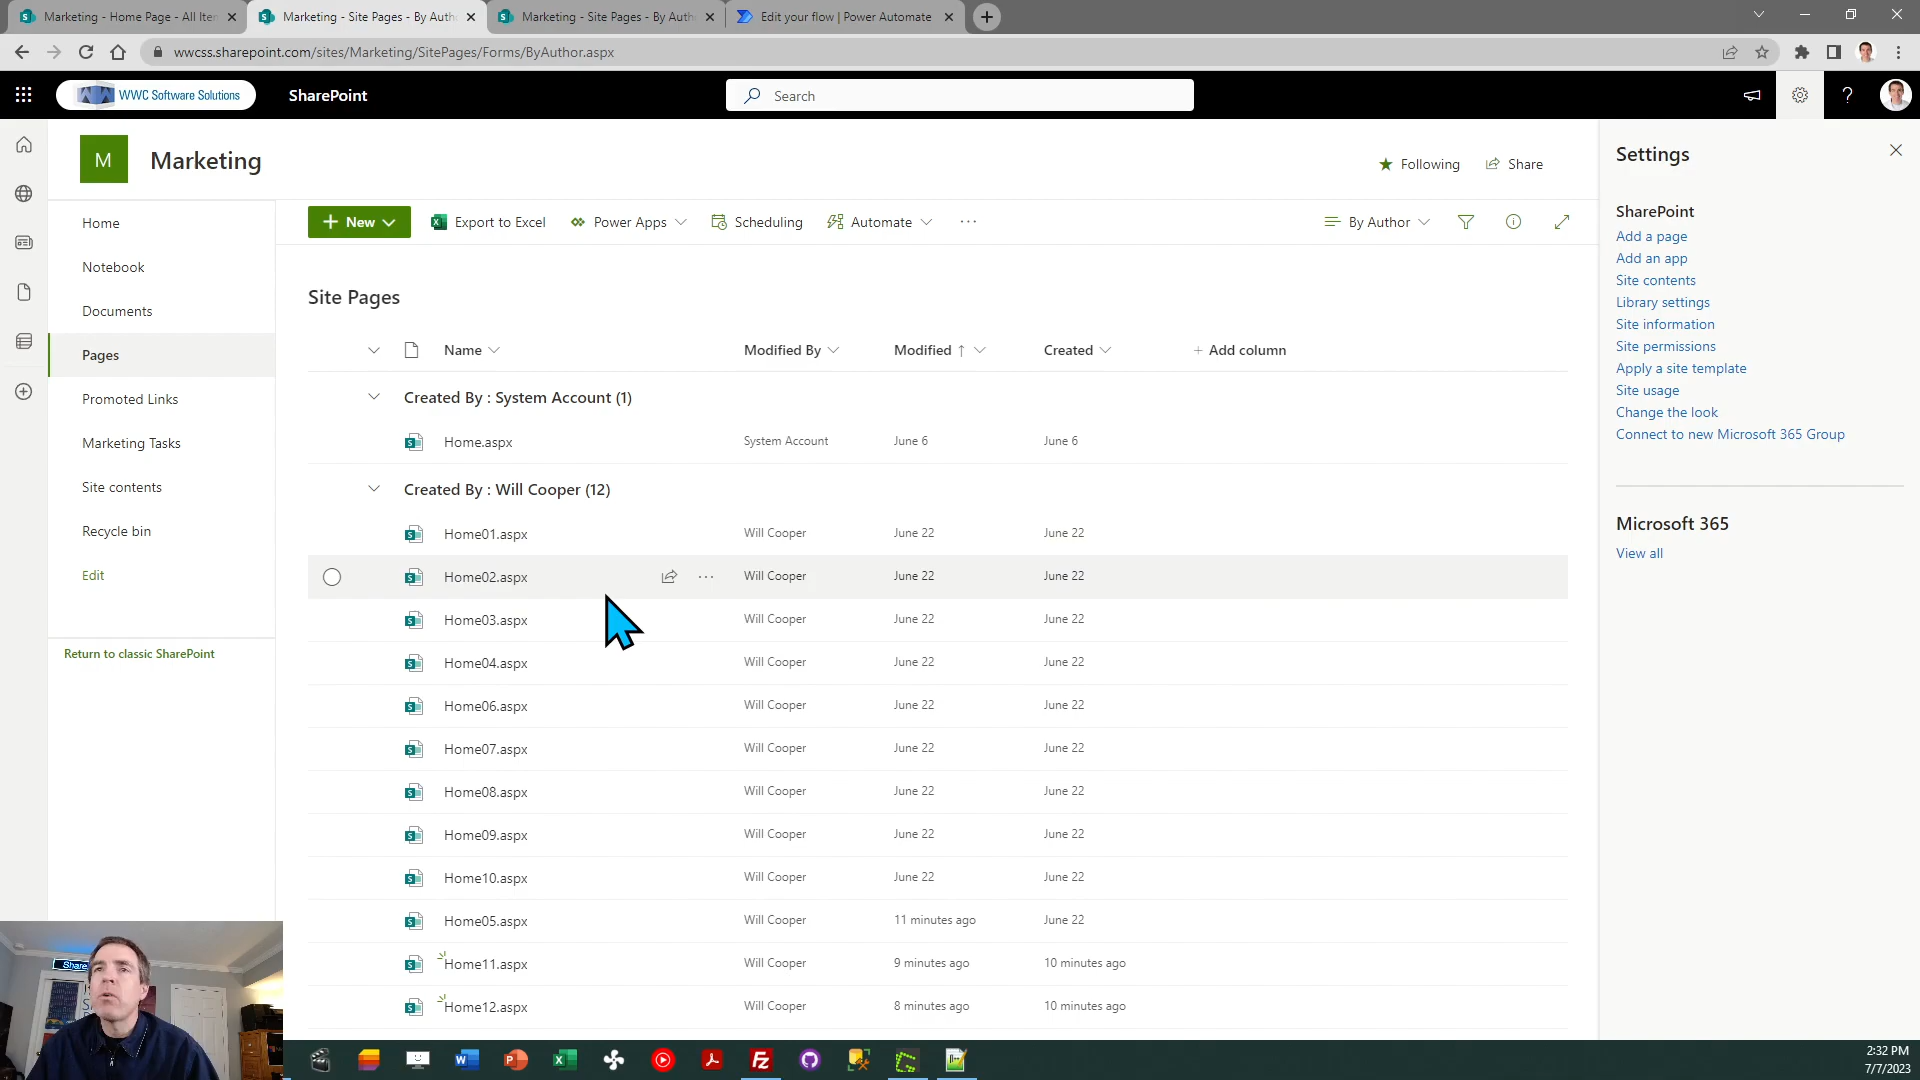 Marketing - Home Page - All Iter
Marketing - Site Pages - By Autho
Marketing - Site Pages - By Auth
Edit your flow | Power Automate
wwcss.sharepoint.com/sites/Marketing/SitePages/Forms/ByAuthor.aspx
WWC Software Solutions
SharePoint
Search
?
M
Marketing
Following
Share
Home
Notebook
Documents
Pages
Promoted Links
Marketing Tasks
Site contents
Recycle bin
Edit
Return to classic SharePoint
+ New
Export to Excel
Power Apps
Scheduling
Automate
...
By Author
Site Pages
Name
Modified By
Modified ↑
Created
+ Add column
Created By : System Account (1)
Home.aspx System Account June 6 June 6
Created By : Will Cooper (12)
Home01.aspx Will Cooper June 22 June 22
Home02.aspx Will Cooper June 22 June 22
Home03.aspx Will Cooper June 22 June 22
Home04.aspx Will Cooper June 22 June 22
Home06.aspx Will Cooper June 22 June 22
Home07.aspx Will Cooper June 22 June 22
Home08.aspx Will Cooper June 22 June 22
Home09.aspx Will Cooper June 22 June 22
Home10.aspx Will Cooper June 22 June 22
Home05.aspx Will Cooper 11 minutes ago June 22
Home11.aspx Will Cooper 9 minutes ago 10 minutes ago
Home12.aspx Will Cooper 8 minutes ago 10 minutes ago
Settings
SharePoint
Add a page
Add an app
Site contents
Library settings
Site information
Site permissions
Apply a site template
Site usage
Change the look
Connect to new Microsoft 365 Group
Microsoft 365
View all
Share
2:32 PM
7/7/2023